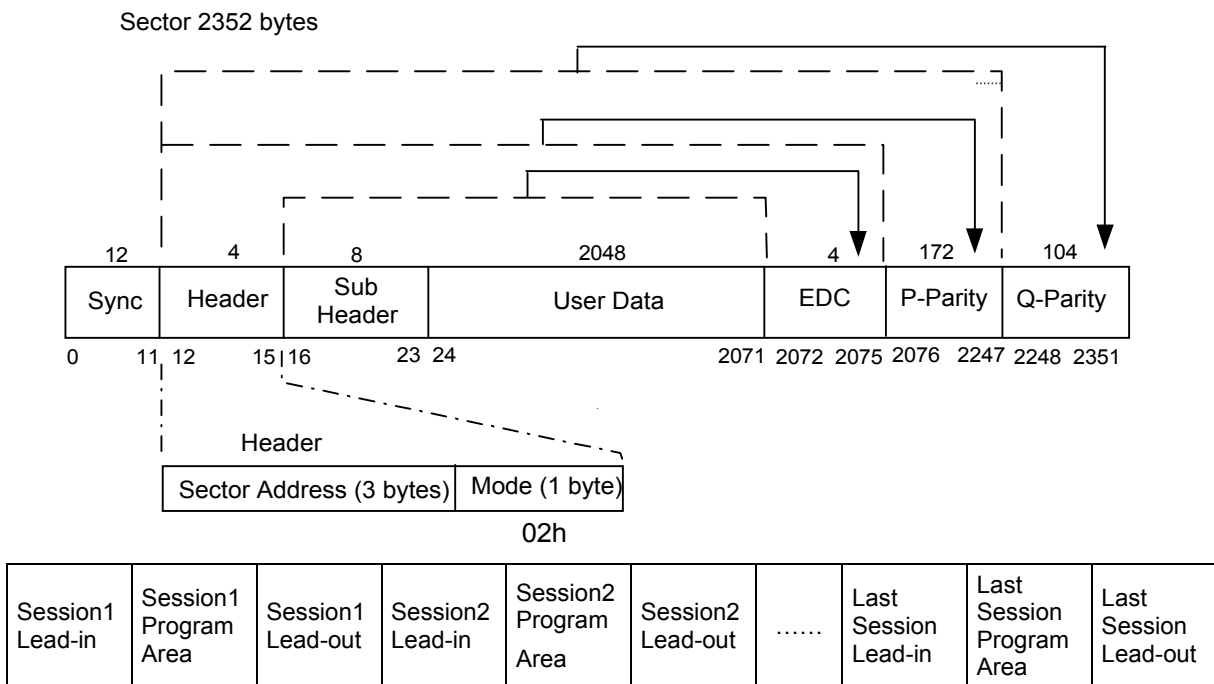 Sector 2352 bytes
12 4 8 2048 4 172 104
Sync Header Sub Header User Data EDC P-Parity Q-Parity
0 11 12 15 16 23 24 2071 2072 2075 2076 2247 2248 2351
Header
Sector Address (3 bytes) Mode (1 byte)
02h
Session1 Lead-in
Session1 Program Area
Session1 Lead-out
Session2 Lead-in
Session2 Program Area
Session2 Lead-out
......
Last Session Lead-in
Last Session Program Area
Last Session Lead-out